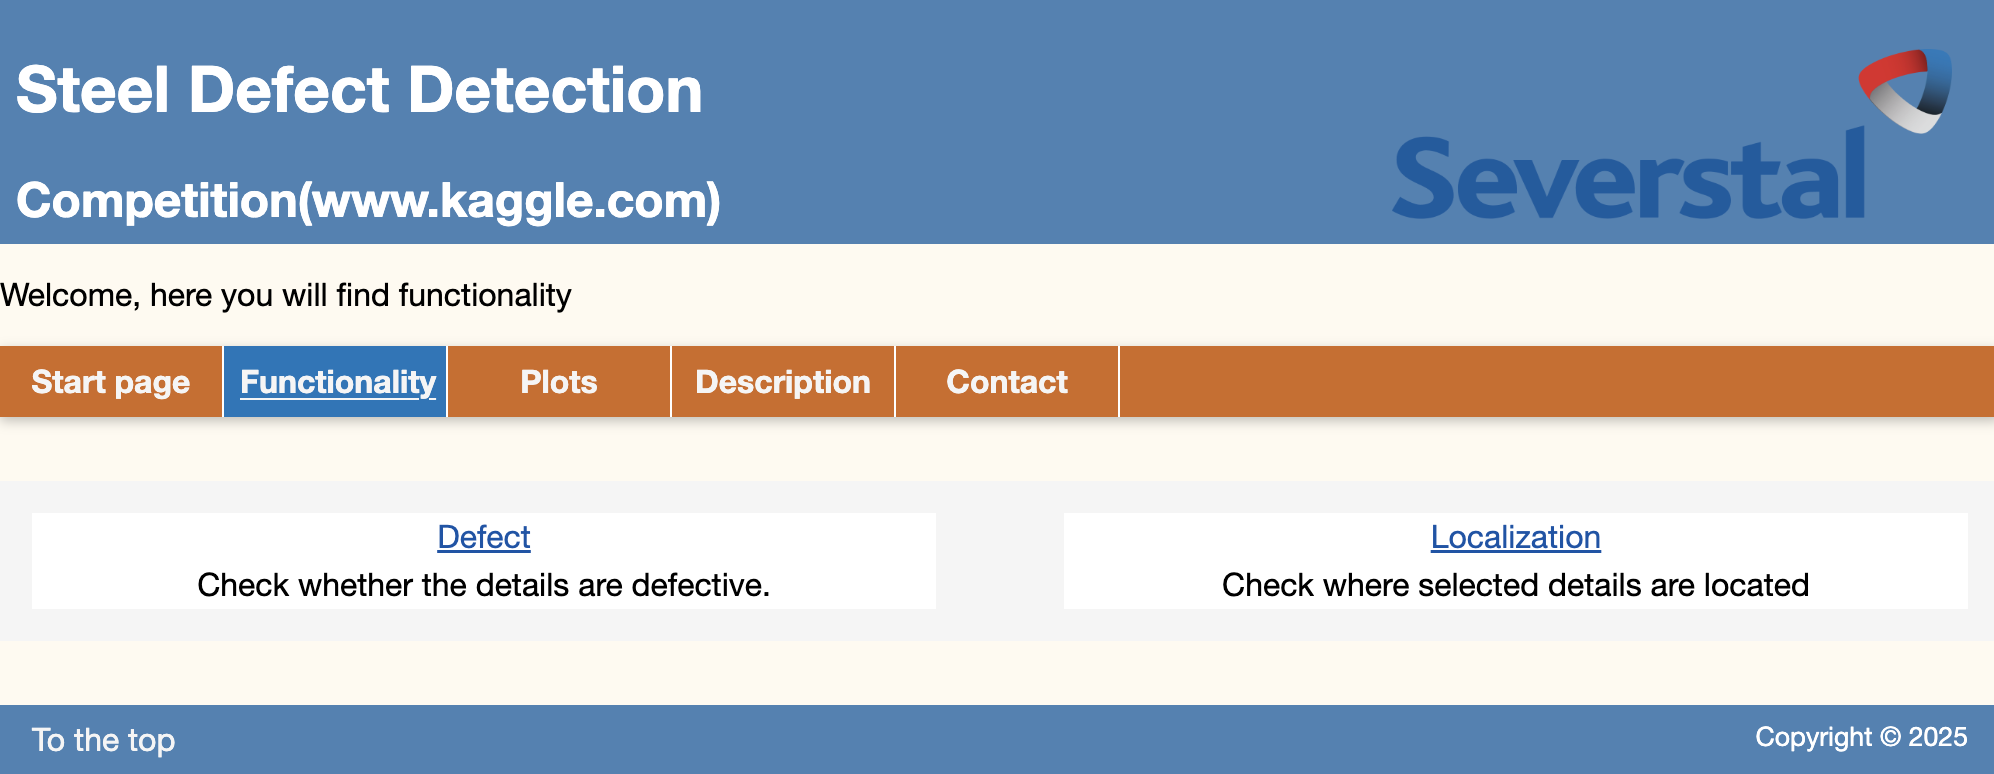 Steel Defect Detection
Competition(www.kaggle.com)
Severstal
Welcome, here you will find functionality
Start page Functionality Plots Description Contact
Defect
Check whether the details are defective.
Localization
Check where selected details are located
To the top
Copyright © 2025